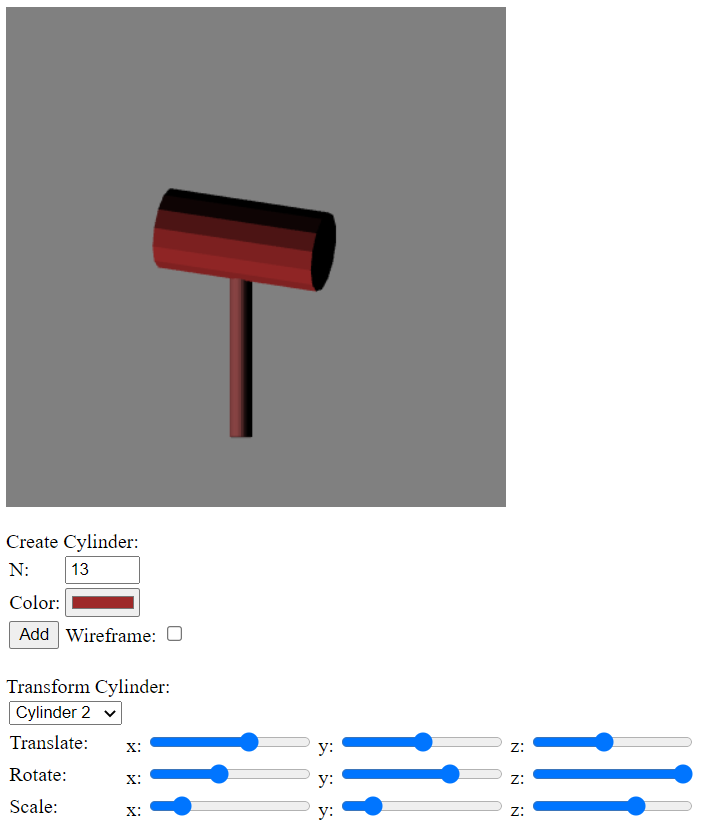 Create Cylinder:
N: 13
Color:
Add Wireframe:
Transform Cylinder:
Cylinder 2
Translate: x: y: z:
Rotate: x: y: z:
Scale: x: y: z: